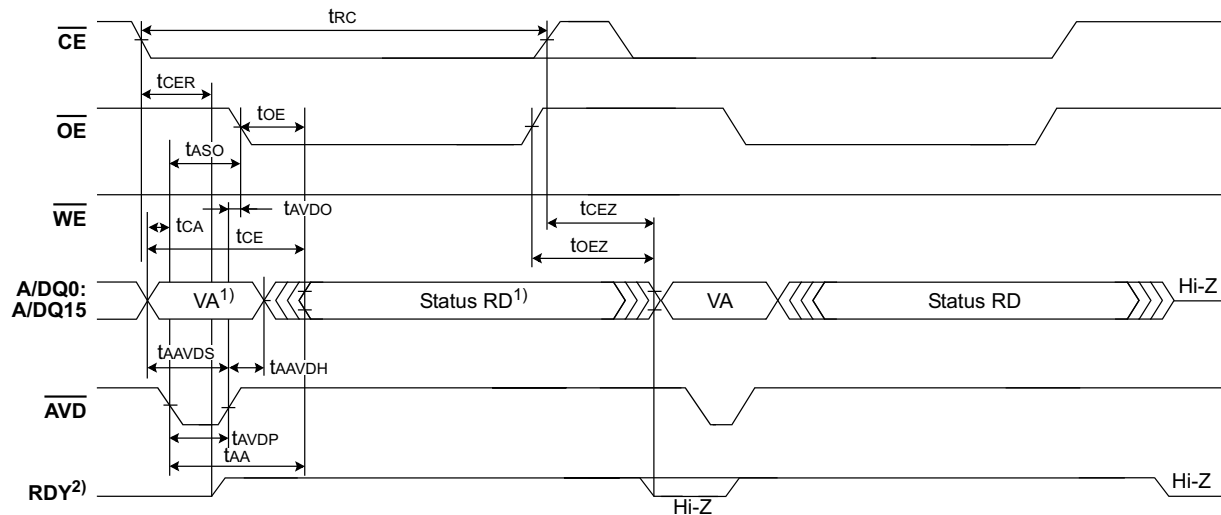 tRC
CE
tCER
OE
tOE
tASO
WE
tAVDO
tCA
tCE
tCEZ
tOEZ
A/DQ0:
A/DQ15
VA1)
Status RD1)
VA
Status RD
Hi-Z
tAAVDS
tAAVDH
AVD
tAVDP
tAA
RDY2)
Hi-Z
Hi-Z